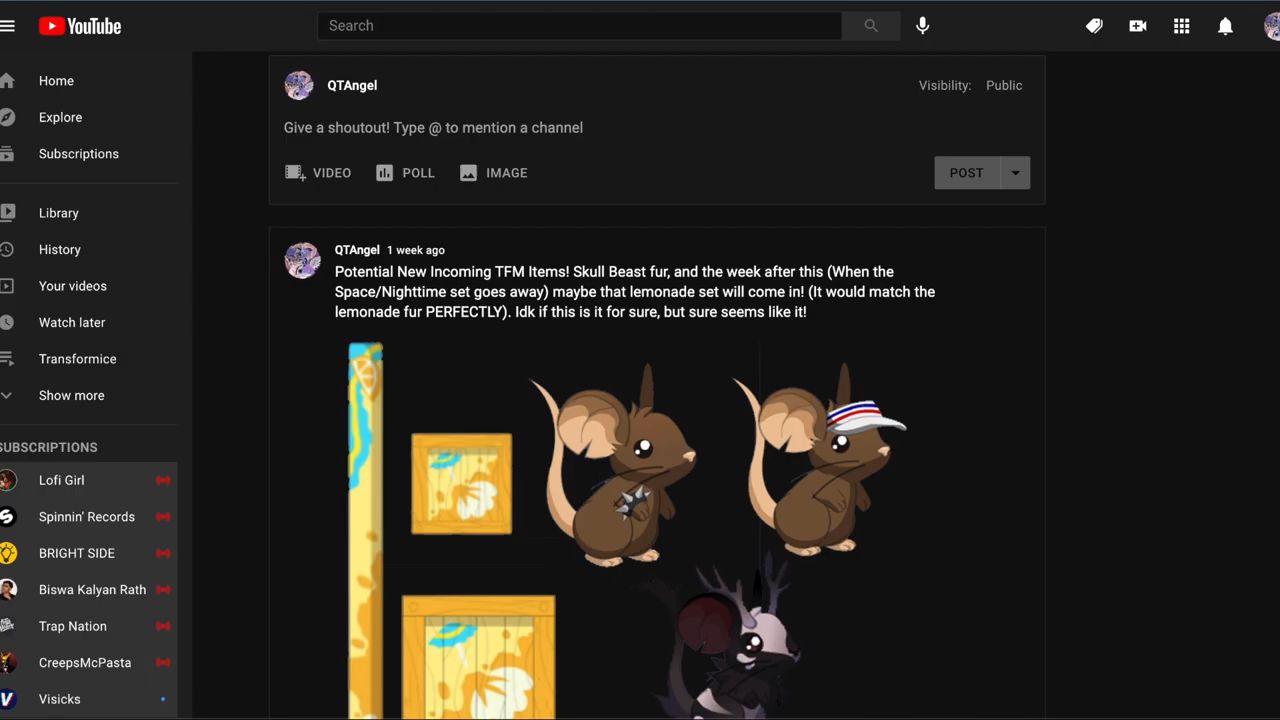 YouTube
Search
Home
Explore
Subscriptions
Library
History
Your videos
Watch later
Transformice
Show more
SUBSCRIPTIONS
Lofi Girl
Spinnin' Records
BRIGHT SIDE
Biswa Kalyan Rath
Trap Nation
CreepsMcPasta
Visicks
QTAngel
Visibility: Public
Give a shoutout! Type @ to mention a channel
VIDEO POLL IMAGE
POST
QTAngel 1 week ago
Potential New Incoming TFM Items! Skull Beast fur, and the week after this (When the
Space/Nighttime set goes away) maybe that lemonade set will come in! (It would match the
lemonade fur PERFECTLY). Idk if this is it for sure, but sure seems like it!